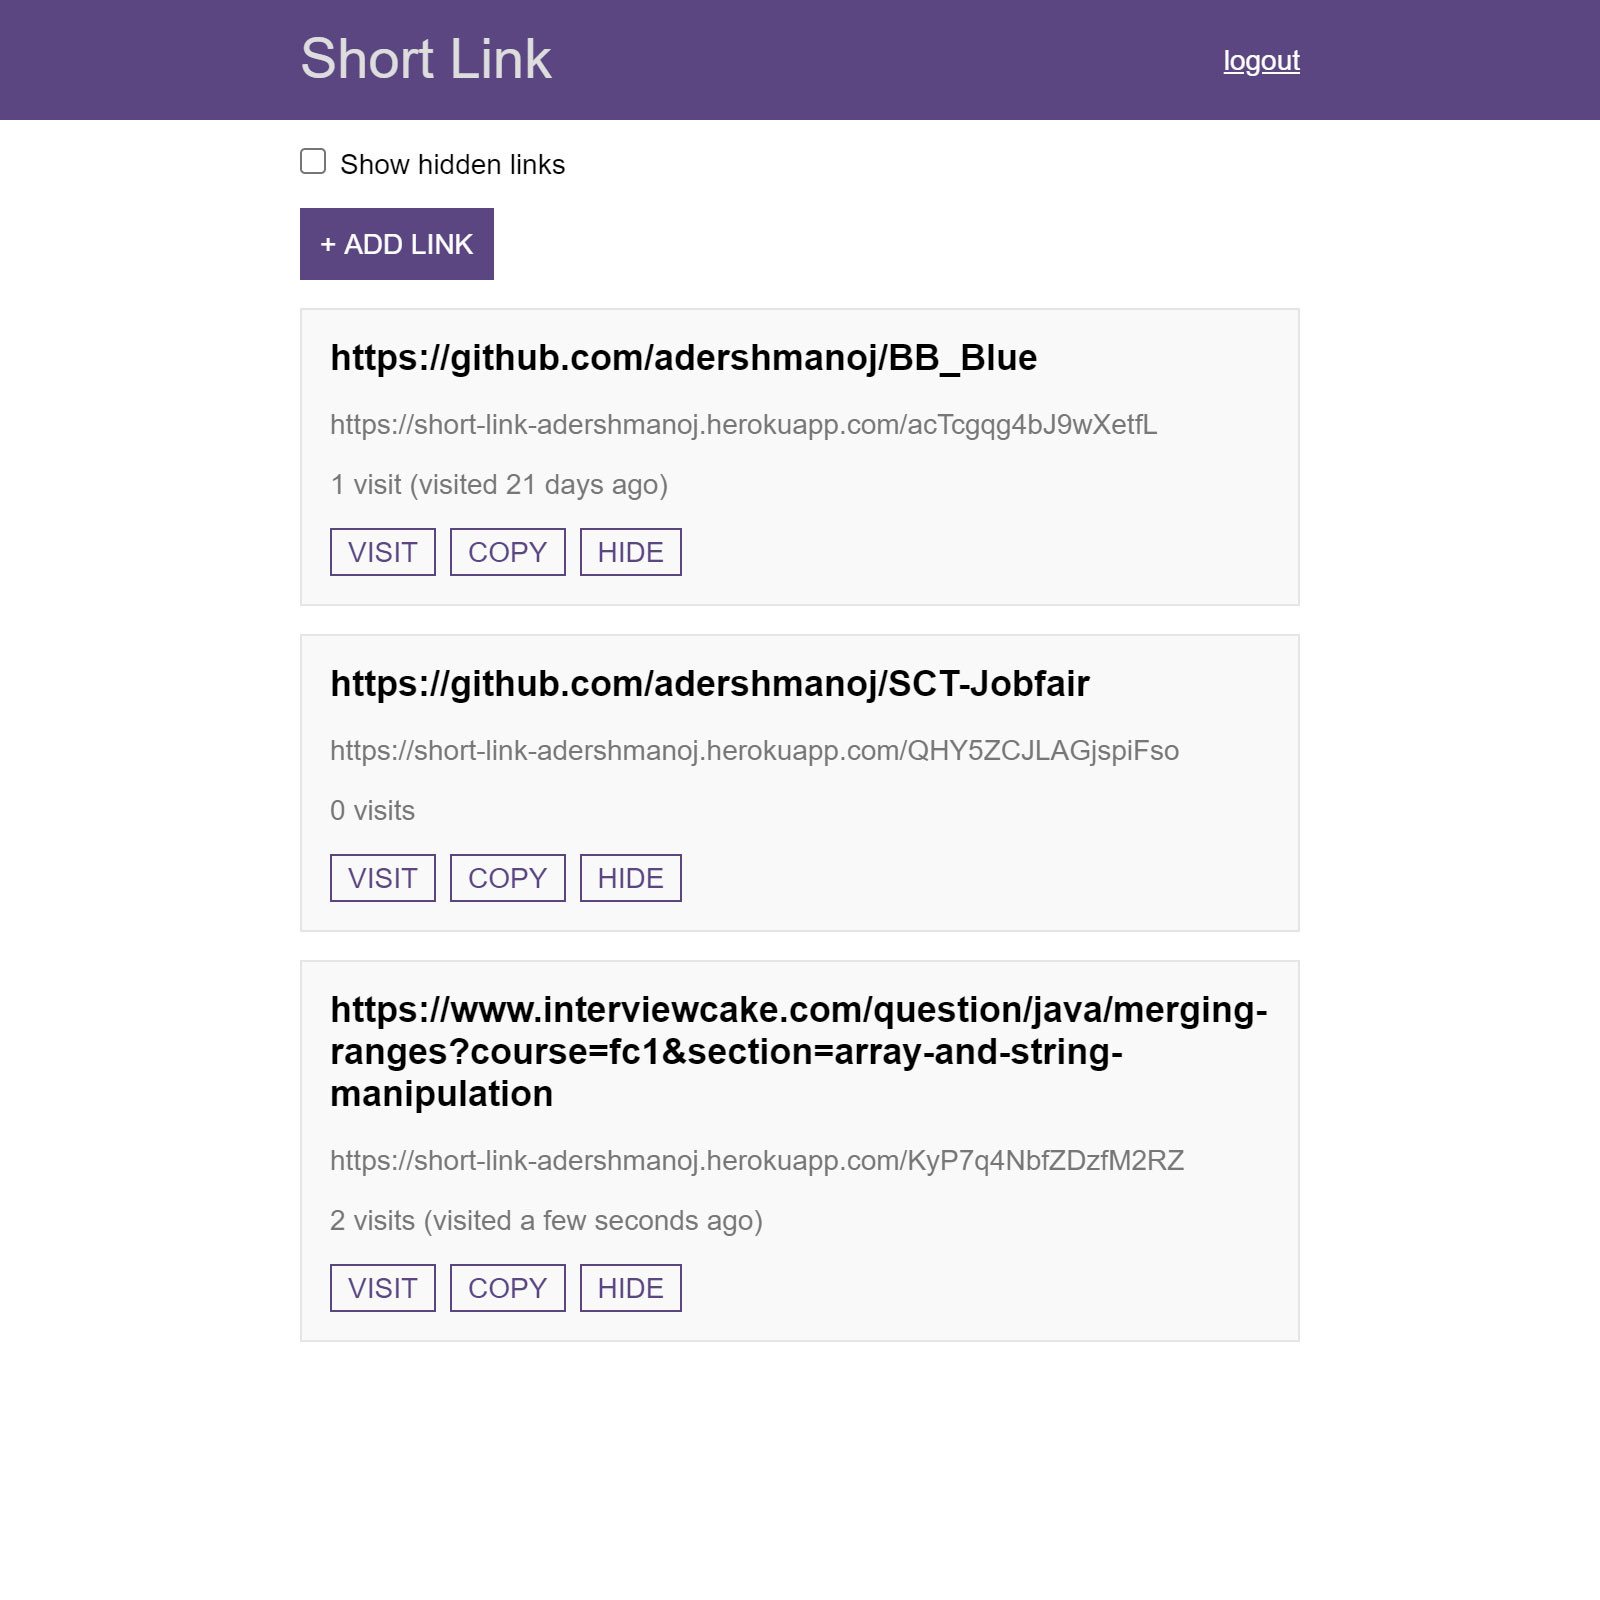 Short Link
logout
Show hidden links
+ ADD LINK
https://github.com/adershmanoj/BB_Blue
https://short-link-adershmanoj.herokuapp.com/acTcgqg4bJ9wXetfL
1 visit (visited 21 days ago)
VISIT COPY HIDE
https://github.com/adershmanoj/SCT-Jobfair
https://short-link-adershmanoj.herokuapp.com/QHY5ZCJLAGjspiFso
0 visits
VISIT COPY HIDE
https://www.interviewcake.com/question/java/merging-
ranges?course=fc1&section=array-and-string-
manipulation
https://short-link-adershmanoj.herokuapp.com/KyP7q4NbfZDzfM2RZ
2 visits (visited a few seconds ago)
VISIT COPY HIDE